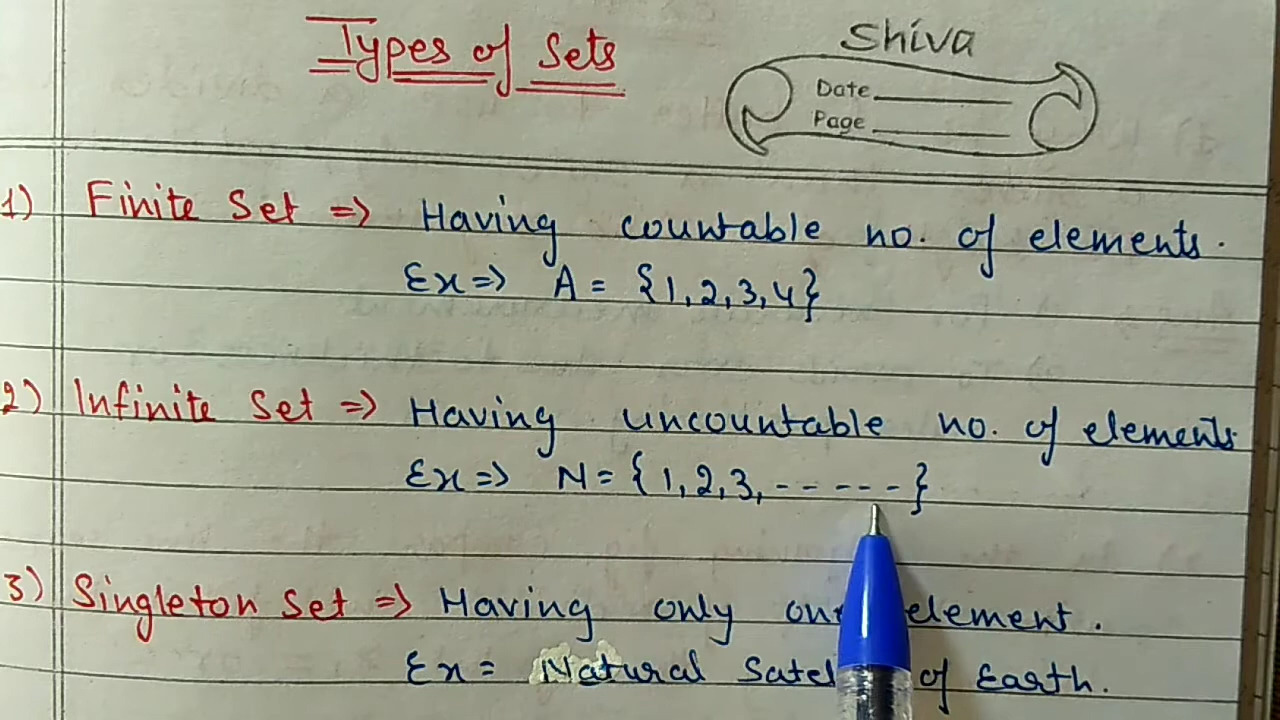 Types of Sets
Shiva
Date
Page
1) Finite Set => Having countable no. of elements.
Ex => A = {1,2,3,4}
2) Infinite Set => Having uncountable no. of elements
Ex => N = {1,2,3,-----}
3) Singleton Set => Having only element.
Ex = Natural of Earth.